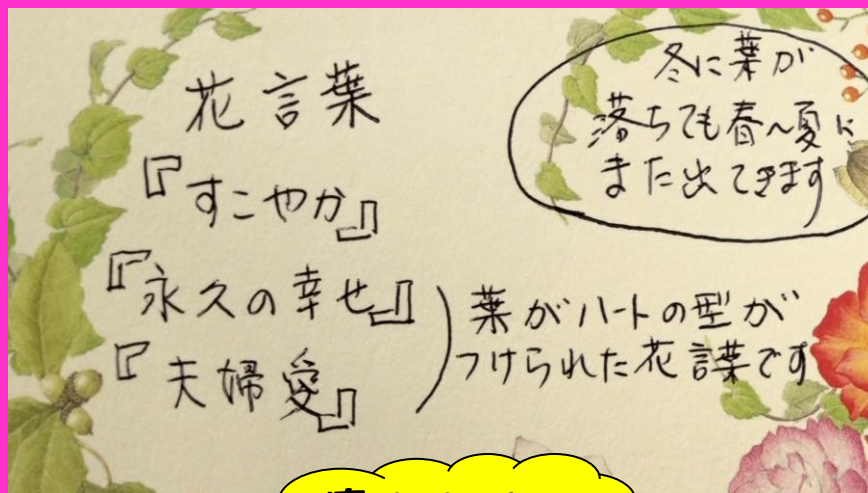 花言葉
『すこやか』
『永久の幸せ』
『夫婦愛』
葉がハートの型が
つけられた花言葉です
冬に葉が
落ちても春～夏に
また出てきます